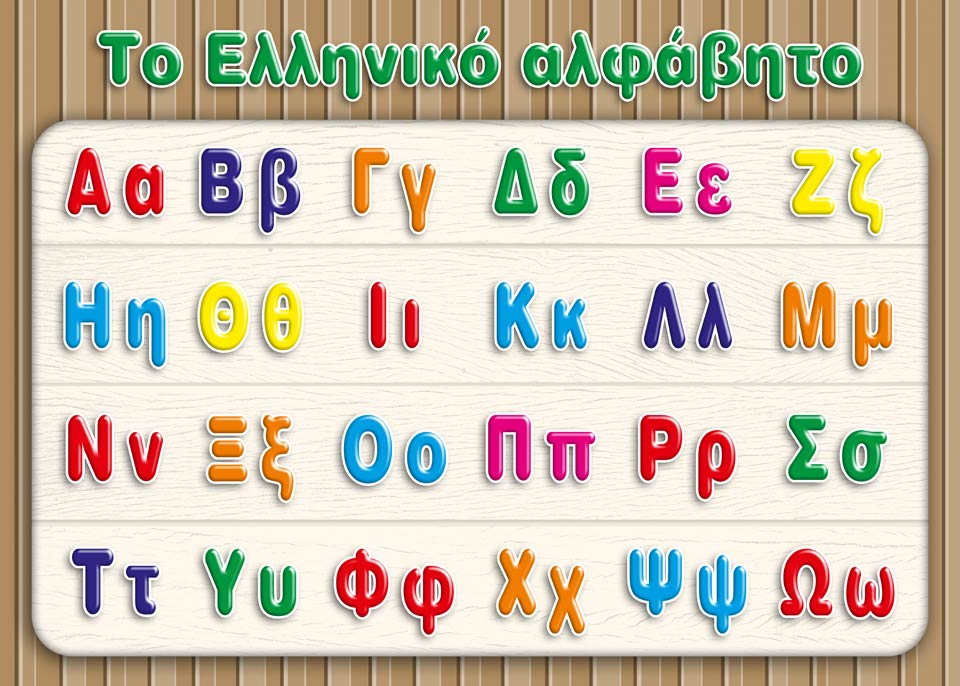 Το Ελληνικό αλφάβητο
Αα Ββ Γγ Δδ Εε Ζζ
Ηη Θθ Ιι Κκ Λλ Μμ
Νν Ξξ Οο Ππ Ρρ Σσ
Ττ Υυ Φφ Χχ Ψψ Ωω